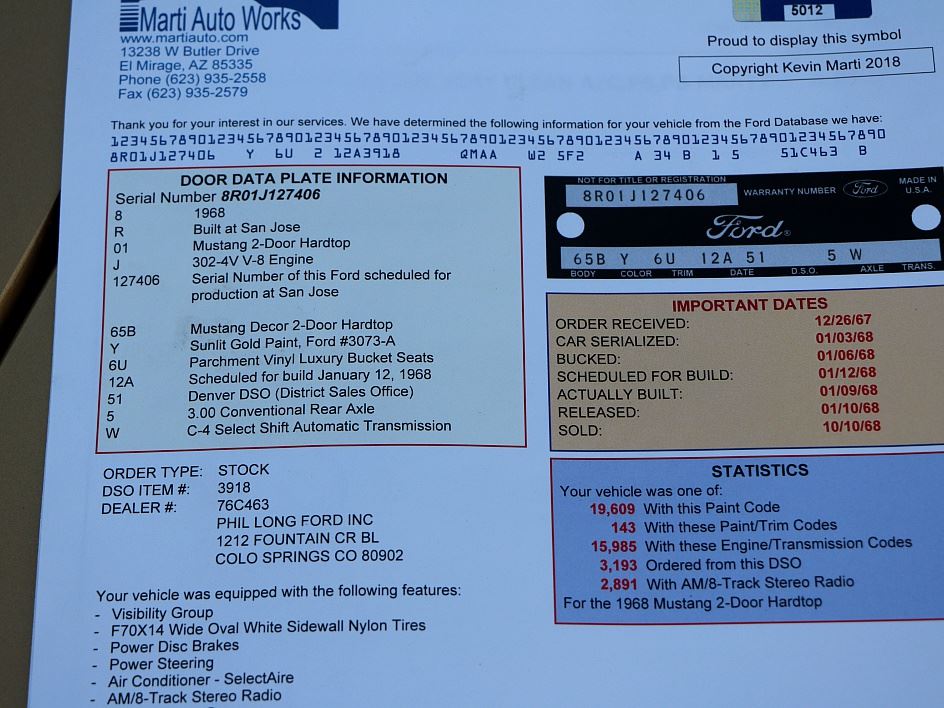 Marti Auto Works
www.martiauto.com
13238 W Butler Drive
El Mirage, AZ 85335
Phone (623) 935-2558
Fax (623) 935-2579
5012
Proud to display this symbol
Copyright Kevin Marti 2018
Thank you for your interest in our services. We have determined the following information for your vehicle from the Ford Database we have:
12345678901234567890123456789012345678901234567890123456789012345678901234567890
8R01J127406 Y 6U 2 12A3918 QMAA W2 5F2 A 34 B 1 5 51C463 B
DOOR DATA PLATE INFORMATION
Serial Number 8R01J127406
8 1968
R Built at San Jose
01 Mustang 2-Door Hardtop
J 302-4V V-8 Engine
127406 Serial Number of this Ford scheduled for
production at San Jose
65B Mustang Decor 2-Door Hardtop
Y Sunlit Gold Paint, Ford #3073-A
6U Parchment Vinyl Luxury Bucket Seats
12A Scheduled for build January 12, 1968
51 Denver DSO (District Sales Office)
5 3.00 Conventional Rear Axle
W C-4 Select Shift Automatic Transmission
NOT FOR TITLE OR REGISTRATION
8R01J127406 WARRANTY NUMBER Ford MADE IN
U.S.A.
Ford®
65B Y 6U 12A 51 5 W
BODY COLOR TRIM DATE D.S.O. AXLE TRANS.
IMPORTANT DATES
ORDER RECEIVED: 12/26/67
CAR SERIALIZED: 01/03/68
BUCKED: 01/06/68
SCHEDULED FOR BUILD: 01/12/68
ACTUALLY BUILT: 01/09/68
RELEASED: 01/10/68
SOLD: 10/10/68
ORDER TYPE: STOCK
DSO ITEM #: 3918
DEALER #: 76C463
PHIL LONG FORD INC
1212 FOUNTAIN CR BL
COLO SPRINGS CO 80902
STATISTICS
Your vehicle was one of:
19,609 With this Paint Code
143 With these Paint/Trim Codes
15,985 With these Engine/Transmission Codes
3,193 Ordered from this DSO
2,891 With AM/8-Track Stereo Radio
For the 1968 Mustang 2-Door Hardtop
Your vehicle was equipped with the following features:
- Visibility Group
- F70X14 Wide Oval White Sidewall Nylon Tires
- Power Disc Brakes
- Power Steering
- Air Conditioner - SelectAire
- AM/8-Track Stereo Radio